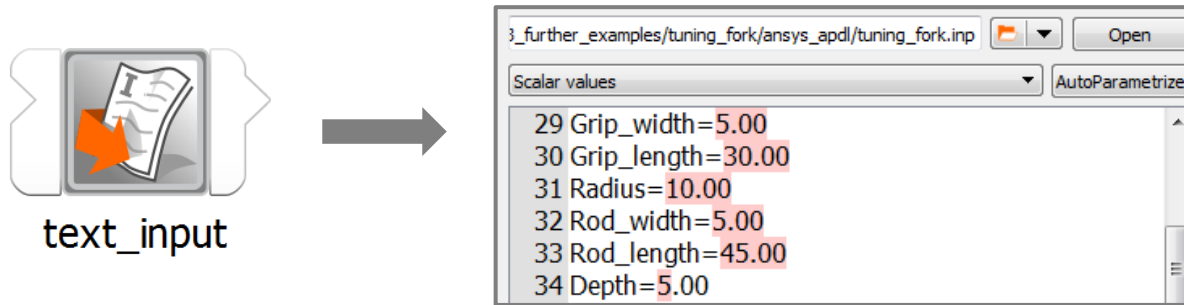 3_further_examples/tuning_fork/ansys_apdl/tuning_fork.inp Open
Scalar values AutoParametrize
29 Grip_width=5.00
30 Grip_length=30.00
31 Radius=10.00
32 Rod_width=5.00
33 Rod_length=45.00
34 Depth=5.00
text_input